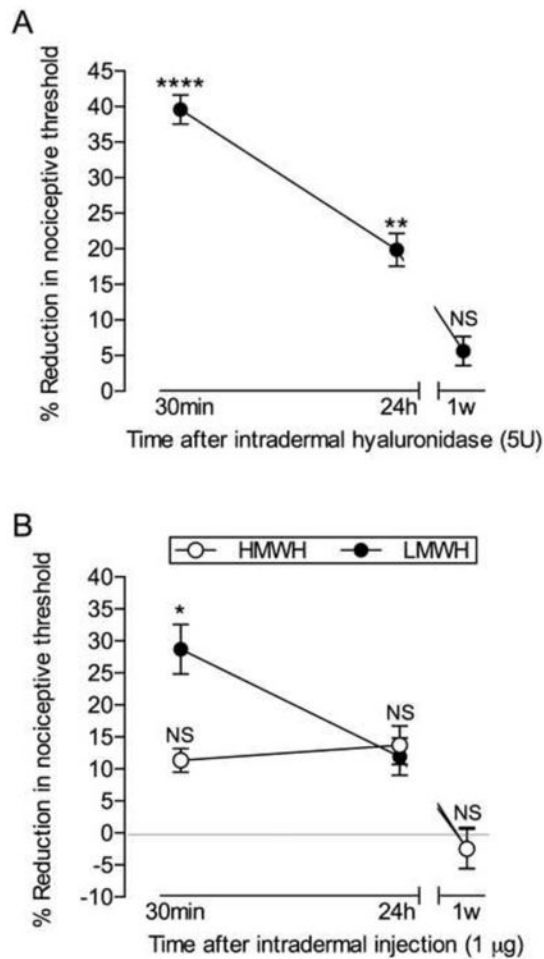 A
% Reduction in nociceptive threshold
45
40
35
30
25
20
15
10
5
0
****
**
NS
30min 24h 1w
Time after intradermal hyaluronidase (5U)
B
HMWH LMWH
% Reduction in nociceptive threshold
40
35
30
25
20
15
10
5
0
-5
-10
*
NS
NS
NS
30min 24h 1w
Time after intradermal injection (1 µg)